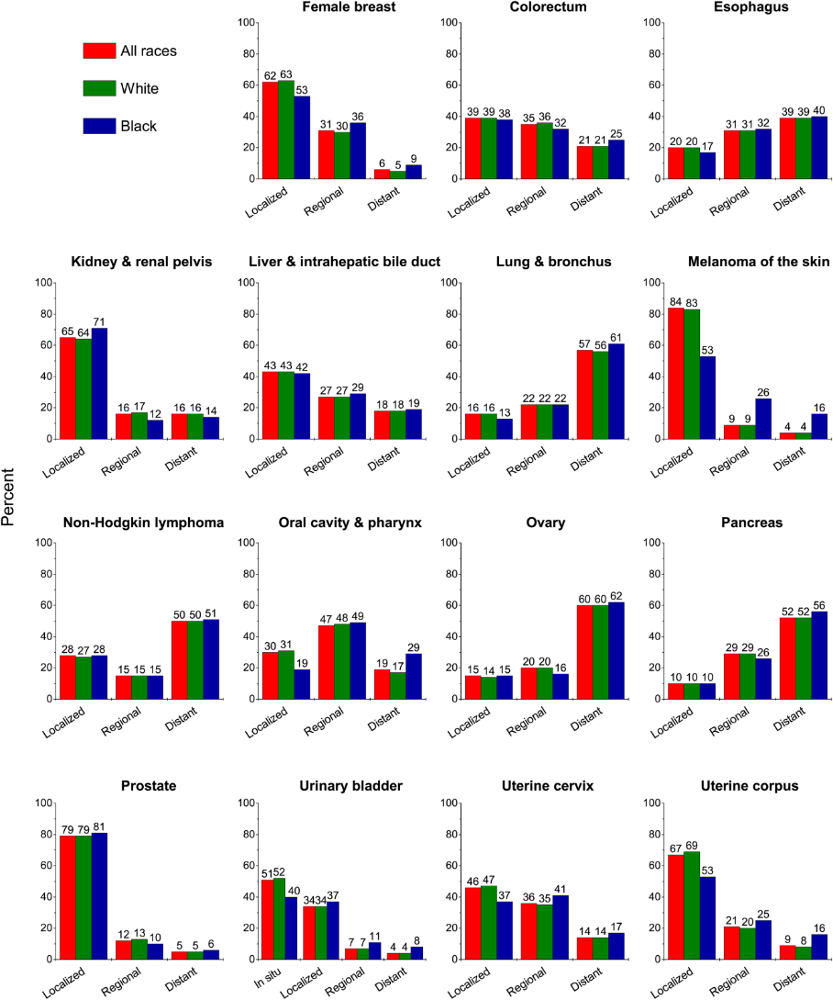 Female breast
Colorectum
Esophagus
All races
White
Black
100
80
60
40
20
0
62 63 53
31 30 36
6 5 9
Localized
Regional
Distant
100
80
60
40
20
0
39 39 38
35 36 32
21 21 25
Localized
Regional
Distant
100
80
60
40
20
0
20 20 17
31 31 32
39 39 40
Localized
Regional
Distant
Percent
Kidney & renal pelvis
Liver & intrahepatic bile duct
Lung & bronchus
Melanoma of the skin
100
80
60
40
20
0
65 64 71
16 17 12
16 16 14
Localized
Regional
Distant
100
80
60
40
20
0
43 43 42
27 27 29
18 18 19
Localized
Regional
Distant
100
80
60
40
20
0
16 16 13
22 22 22
57 56 61
Localized
Regional
Distant
100
80
60
40
20
0
84 83 53
9 9 26
4 4 16
Localized
Regional
Distant
Non-Hodgkin lymphoma
Oral cavity & pharynx
Ovary
Pancreas
100
80
60
40
20
0
28 27 28
15 15 15
50 50 51
Localized
Regional
Distant
100
80
60
40
20
0
30 31 19
47 48 49
19 17 29
Localized
Regional
Distant
100
80
60
40
20
0
15 14 15
20 20 16
60 60 62
Localized
Regional
Distant
100
80
60
40
20
0
10 10 10
29 29 26
52 52 56
Localized
Regional
Distant
Prostate
Urinary bladder
Uterine cervix
Uterine corpus
100
80
60
40
20
0
79 79 81
12 13 10
5 5 6
Localized
Regional
Distant
100
80
60
40
20
0
51 52 40
34 34 37
7 7 11
4 4 8
In situ
Localized
Regional
Distant
100
80
60
40
20
0
46 47 37
36 35 41
14 14 17
Localized
Regional
Distant
100
80
60
40
20
0
67 69 53
21 20 25
9 8 16
Localized
Regional
Distant